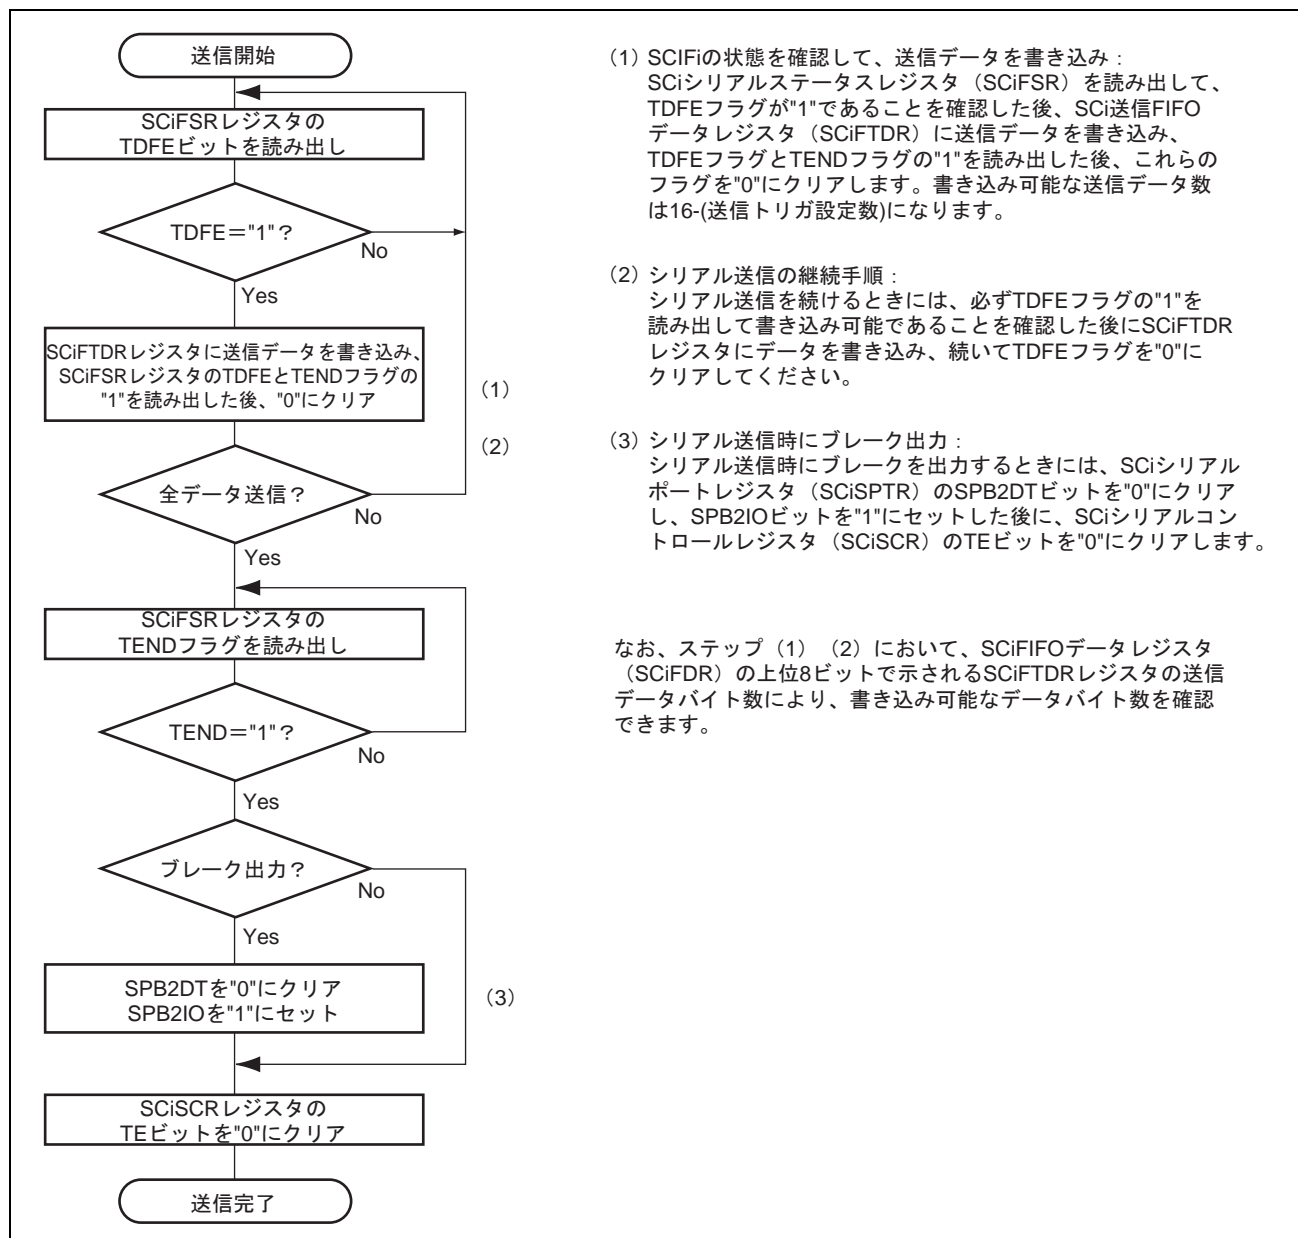 送信開始
SCiFSRレジスタの
TDFEビットを読み出し
TDFE＝"1"？
No
Yes
SCiFTDRレジスタに送信データを書き込み、
SCiFSRレジスタのTDFEとTENDフラグの
"1"を読み出した後、"0"にクリア
（1）
（2）
全データ送信？
No
Yes
SCiFSRレジスタの
TENDフラグを読み出し
TEND＝"1"？
No
Yes
ブレーク出力？
No
Yes
SPB2DTを"0"にクリア
SPB2IOを"1"にセット
（3）
SCiSCRレジスタの
TEビットを"0"にクリア
送信完了
（1）SCIFiの状態を確認して、送信データを書き込み：
SCiシリアルステータスレジスタ（SCiFSR）を読み出して、
TDFEフラグが"1"であることを確認した後、SCi送信FIFO
データレジスタ（SCiFTDR）に送信データを書き込み、
TDFEフラグとTENDフラグの"1"を読み出した後、これらの
フラグを"0"にクリアします。書き込み可能な送信データ数
は16-(送信トリガ設定数)になります。
（2）シリアル送信の継続手順：
シリアル送信を続けるときには、必ずTDFEフラグの"1"を
読み出して書き込み可能であることを確認した後にSCiFTDR
レジスタにデータを書き込み、続いてTDFEフラグを"0"に
クリアしてください。
（3）シリアル送信時にブレーク出力：
シリアル送信時にブレークを出力するときには、SCiシリアル
ポートレジスタ（SCiSPTR）のSPB2DTビットを"0"にクリア
し、SPB2IOビットを"1"にセットした後に、SCiシリアルコン
トロールレジスタ（SCiSCR）のTEビットを"0"にクリアします。
なお、ステップ（1）（2）において、SCiFIFOデータレジスタ
（SCiFDR）の上位8ビットで示されるSCiFTDRレジスタの送信
データバイト数により、書き込み可能なデータバイト数を確認
できます。